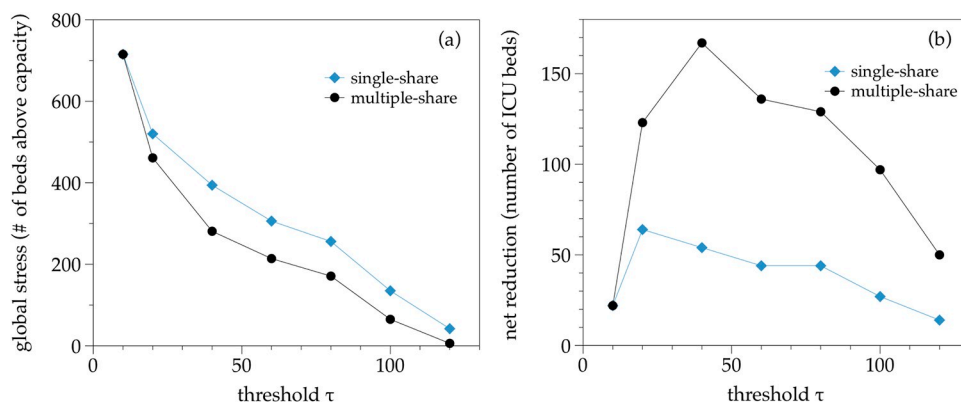 (a)
single-share
multiple-share
global stress (# of beds above capacity)
800
600
400
200
0
0
50
100
threshold τ
(b)
single-share
multiple-share
net reduction (number of ICU beds)
150
100
50
0
0
50
100
threshold τ